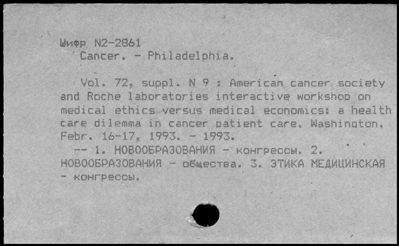 Шифр N2-2861
Cancer. - Philadelphia.
Vol. 72, suppl. N 9 : American cancer society
and Roche laboratories interactive workshop on
medical ethics versus medical economics: a health
care dilemma in cancer patient care. Washington,
Febr. 16-17, 1993. - 1993.
-- 1. НОВООБРАЗОВАНИЯ - конгрессы. 2.
НОВООБРАЗОВАНИЯ - общества. 3. ЭТИКА МЕДИЦИНСКАЯ
- конгрессы.